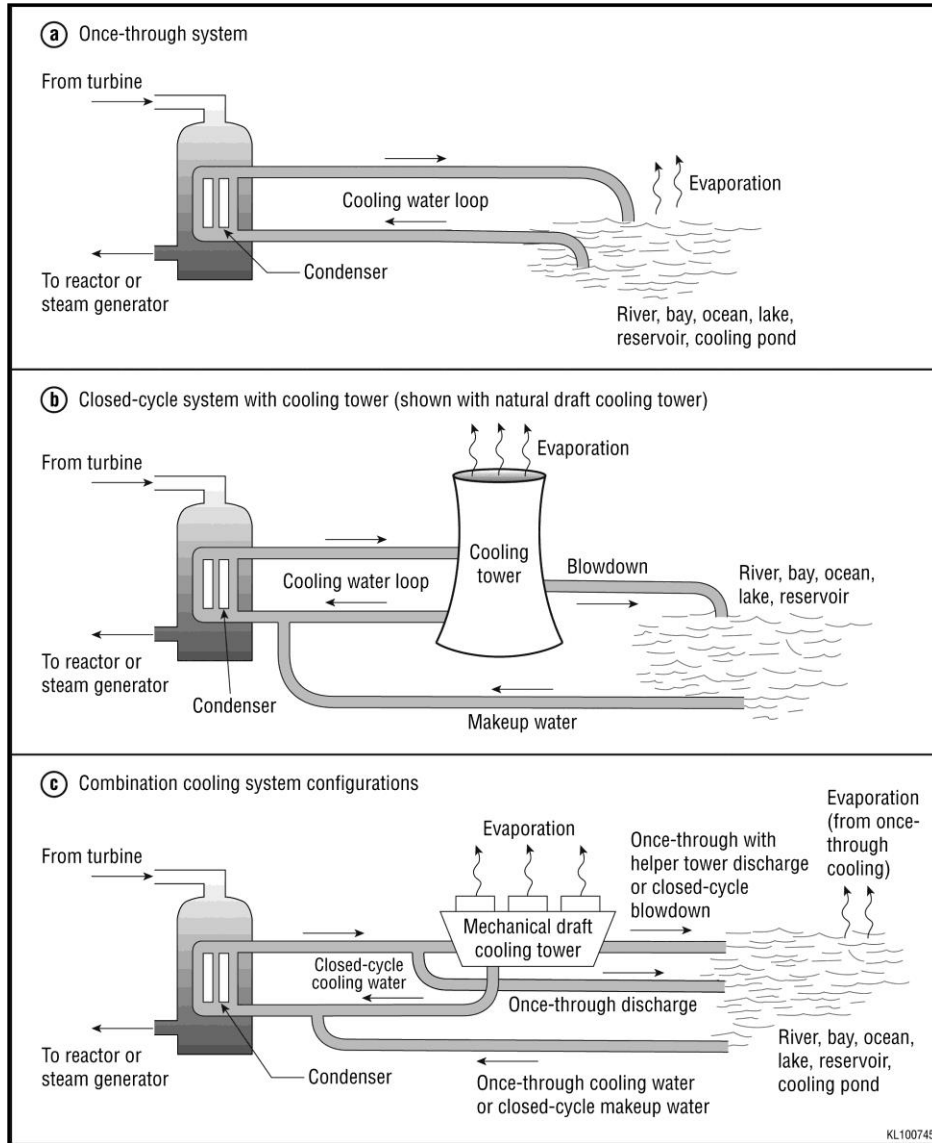 a Once-through system
From turbine
Evaporation
Cooling water loop
To reactor or
steam generator
Condenser
River, bay, ocean, lake,
reservoir, cooling pond
b Closed-cycle system with cooling tower (shown with natural draft cooling tower)
Evaporation
From turbine
Cooling
tower
Blowdown
River, bay, ocean,
lake, reservoir
Cooling water loop
To reactor or
steam generator
Condenser
Makeup water
c Combination cooling system configurations
Evaporation
(from once-
through
cooling)
Evaporation
Once-through with
helper tower discharge
or closed-cycle
blowdown
From turbine
Mechanical draft
cooling tower
Closed-cycle
cooling water
Once-through discharge
To reactor or
steam generator
Condenser
Once-through cooling water
or closed-cycle makeup water
River, bay, ocean,
lake, reservoir,
cooling pond
KL100745